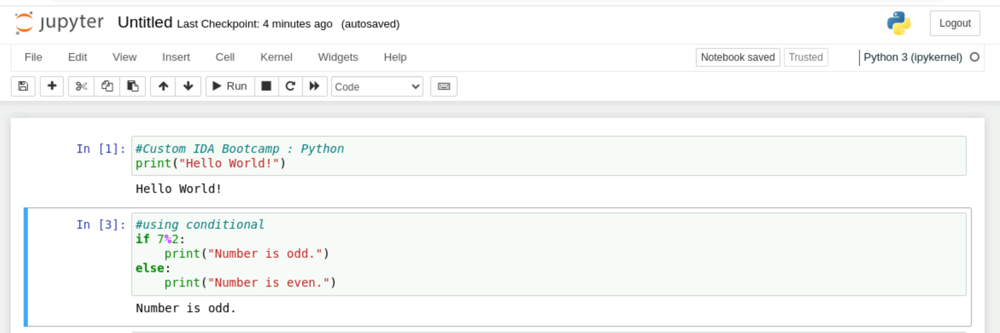 jupyter Untitled Last Checkpoint: 4 minutes ago (autosaved) Logout
File Edit View Insert Cell Kernel Widgets Help Notebook saved Trusted Python 3 (ipykernel)
Run Code
In [1]: #Custom IDA Bootcamp : Python
print("Hello World!")
Hello World!
In [3]: #using conditional
if 7%2:
    print("Number is odd.")
else:
    print("Number is even.")
Number is odd.